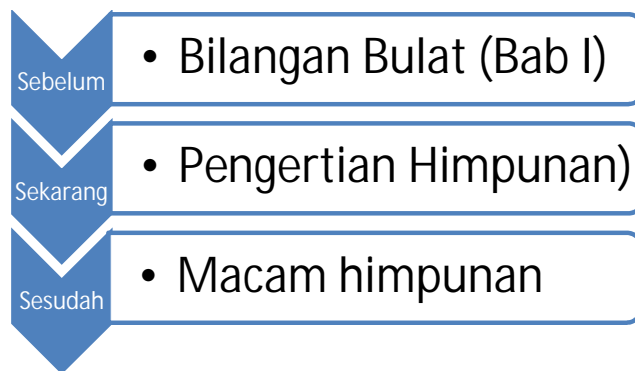 Sebelum
• Bilangan Bulat (Bab I)
Sekarang
• Pengertian Himpunan)
Sesudah
• Macam himpunan